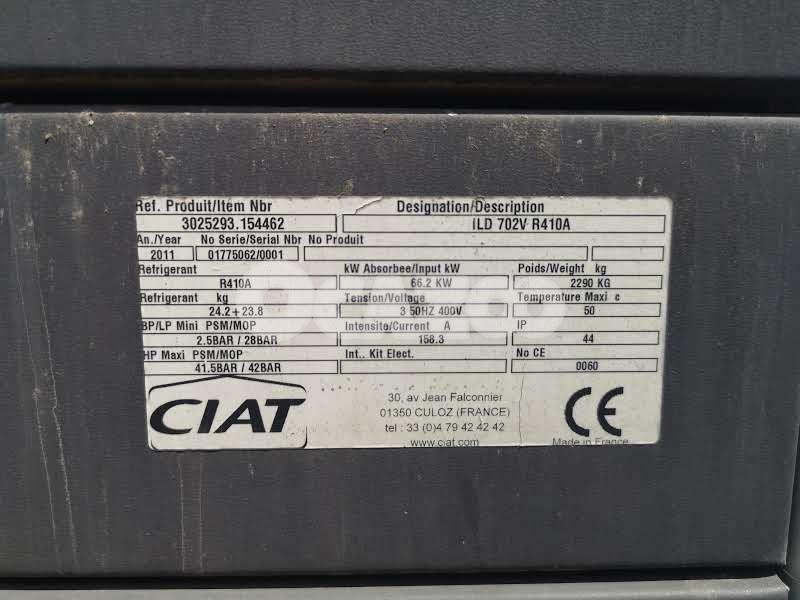 Ref. Produit/Item Nbr Designation/Description
3025293.154462 ILD 702V R410A
An./Year No Serie/Serial Nbr No Produit
2011 01775062/0001
Refrigerant kW Absorbee/Input kW Poids/Weight kg
R410A 66.2 KW 2290 KG
Refrigerant kg Tension/Voltage Temperature Maxi c
24.2+23.8 3 50HZ 400V 50
BP/LP Mini PSM/MOP Intensite/Current A IP
2.5BAR / 28BAR 158.3 44
HP Maxi PSM/MOP Int.. Kit Elect. No CE
41.5BAR / 42BAR 0060
CIAT
30, av Jean Falconnier
01350 CULOZ (FRANCE)
tel : 33 (0)4 79 42 42 42
www.ciat.com
CE
Made in France